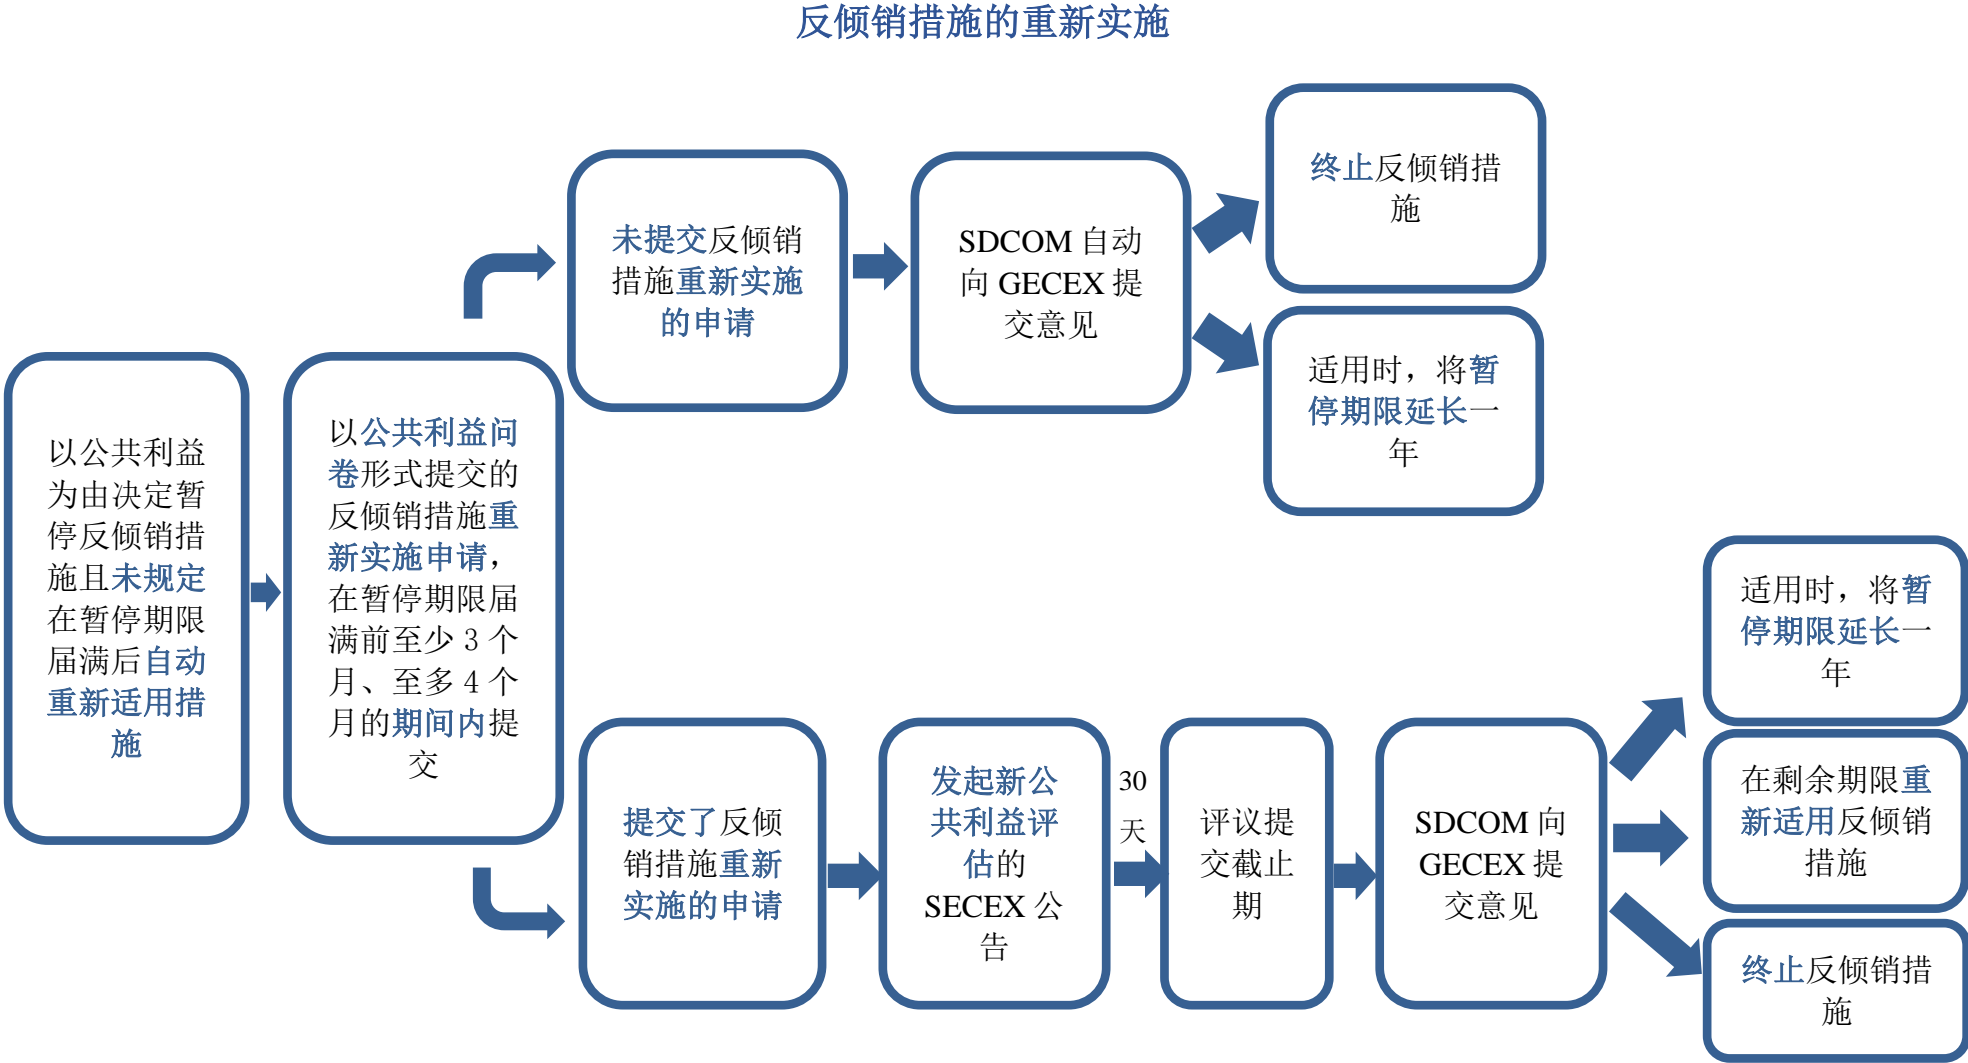 反倾销措施的重新实施
以公共利益
为由决定暂
停反倾销措
施且未规定
在暂停期限
届满后自动
重新适用措
施
以公共利益问
卷形式提交的
反倾销措施重
新实施申请，
在暂停期限届
满前至少 3 个
月、至多 4 个
月的期间内提
交
未提交反倾销
措施重新实施
的申请
SDCOM 自动
向 GECEX 提
交意见
终止反倾销措
施
适用时，将暂
停期限延长一
年
提交了反倾
销措施重新
实施的申请
发起新公
共利益评
估的
SECEX 公
告
30
天
评议提
交截止
期
SDCOM 向
GECEX 提
交意见
适用时，将暂
停期限延长一
年
在剩余期限重
新适用反倾销
措施
终止反倾销措
施